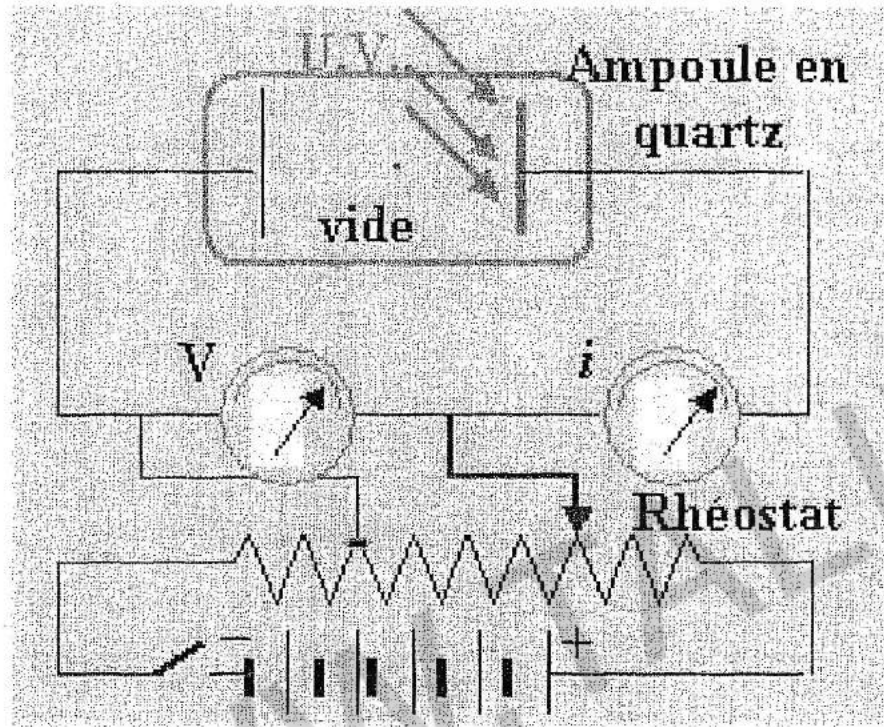 U.V..
Ampoule en
quartz
vide
V
i
Rhéostat
− +